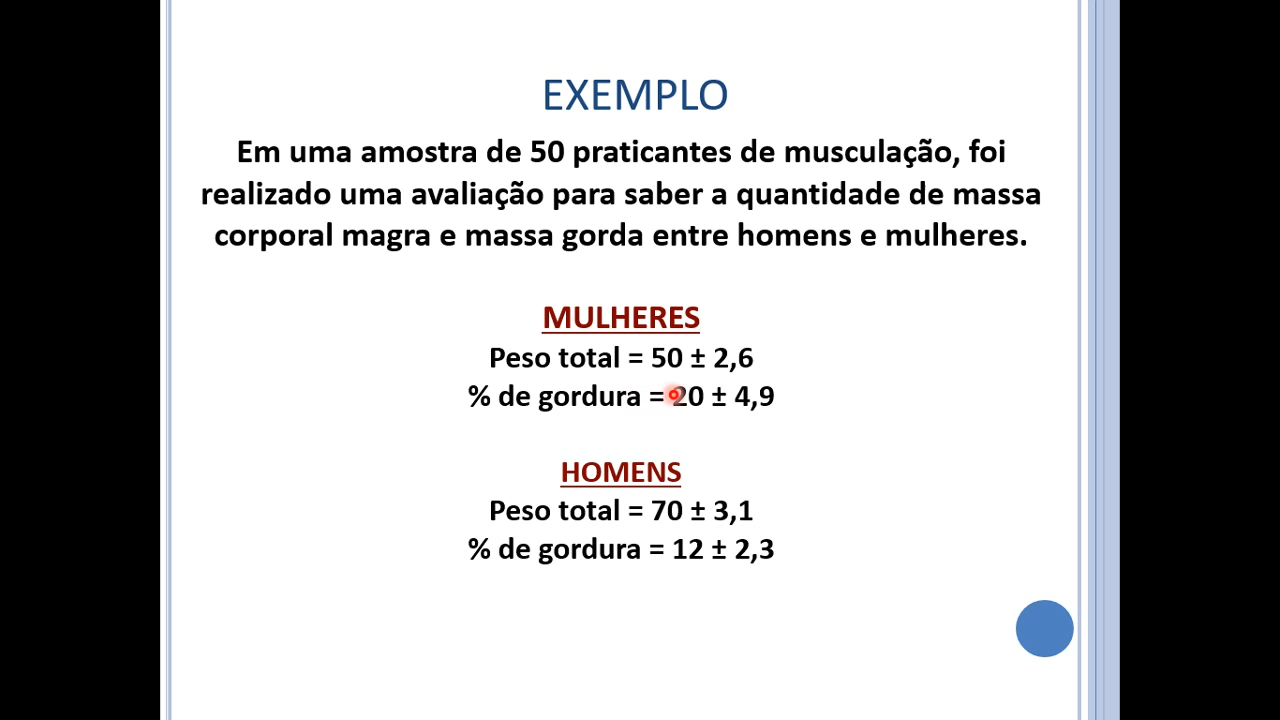 EXEMPLO
Em uma amostra de 50 praticantes de musculação, foi
realizado uma avaliação para saber a quantidade de massa
corporal magra e massa gorda entre homens e mulheres.
MULHERES
Peso total = 50 ± 2,6
% de gordura = 20 ± 4,9
HOMENS
Peso total = 70 ± 3,1
% de gordura = 12 ± 2,3